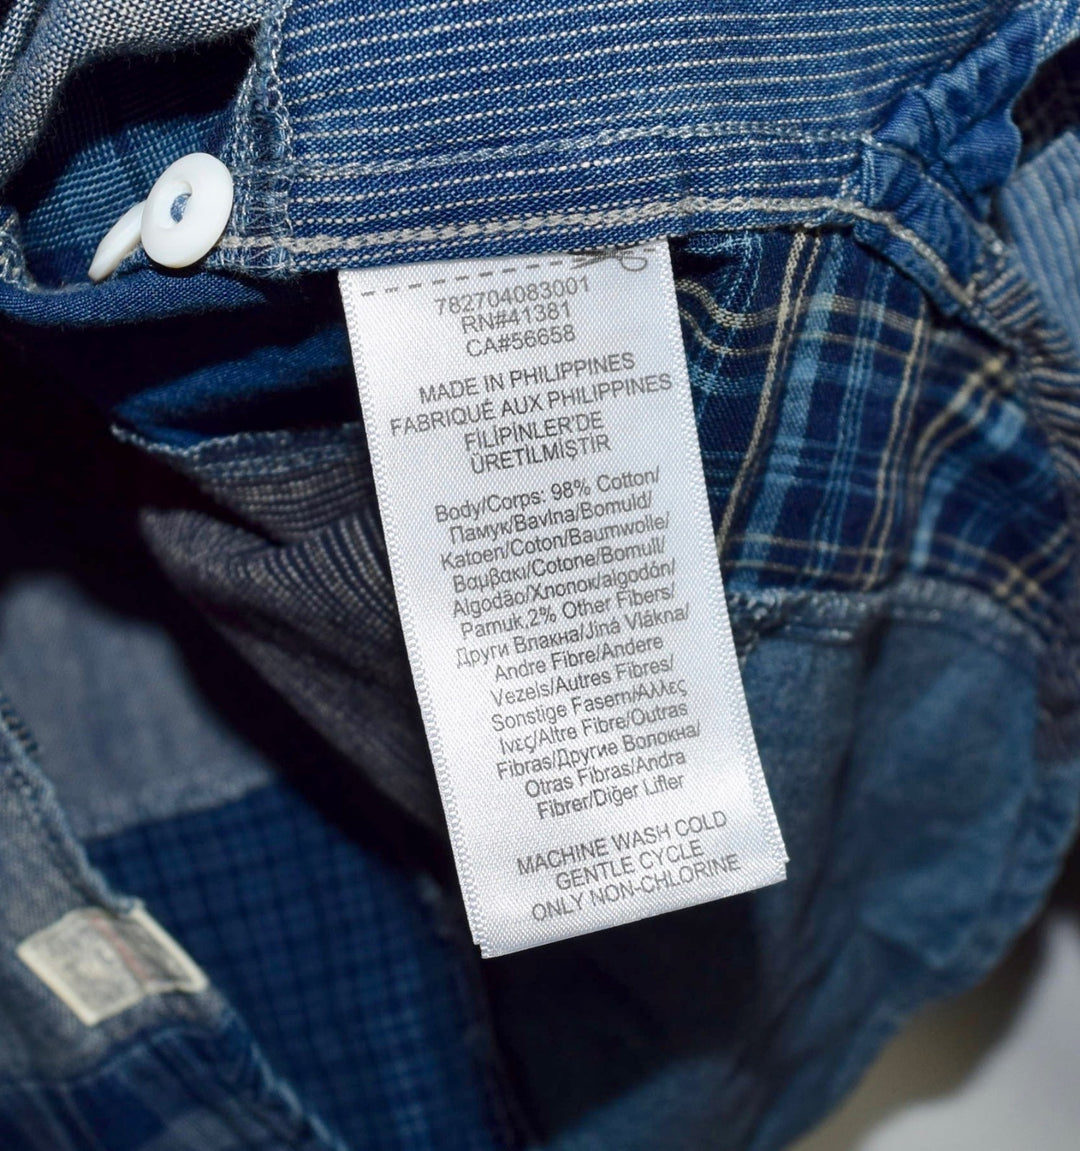 782704083001
RN#41381
CA#56658
MADE IN PHILIPPINES
FABRIQUÉ AUX PHILIPPINES
FİLİPİNLER'DE
ÜRETİLMİŞTİR
Body/Corps: 98% Cotton/
Памук/Bavlna/Bomuld/
Katoen/Coton/Baumwolle/
Βαμβακι/Cotone/Bomull/
Algodão/Хлопок/algodón/
Pamuk,2% Other Fibers/
Други Влакна/Jiná Vlákna/
Andre Fibre/Andere
Vezels/Autres Fibres/
Sonstige Fasern/Αλλες
Ινες/Altre Fibre/Outras
Fibras/Другие Волокна/
Otras Fibras/Andra
Fibrer/Diğer Lifler
MACHINE WASH COLD
GENTLE CYCLE
ONLY NON-CHLORINE